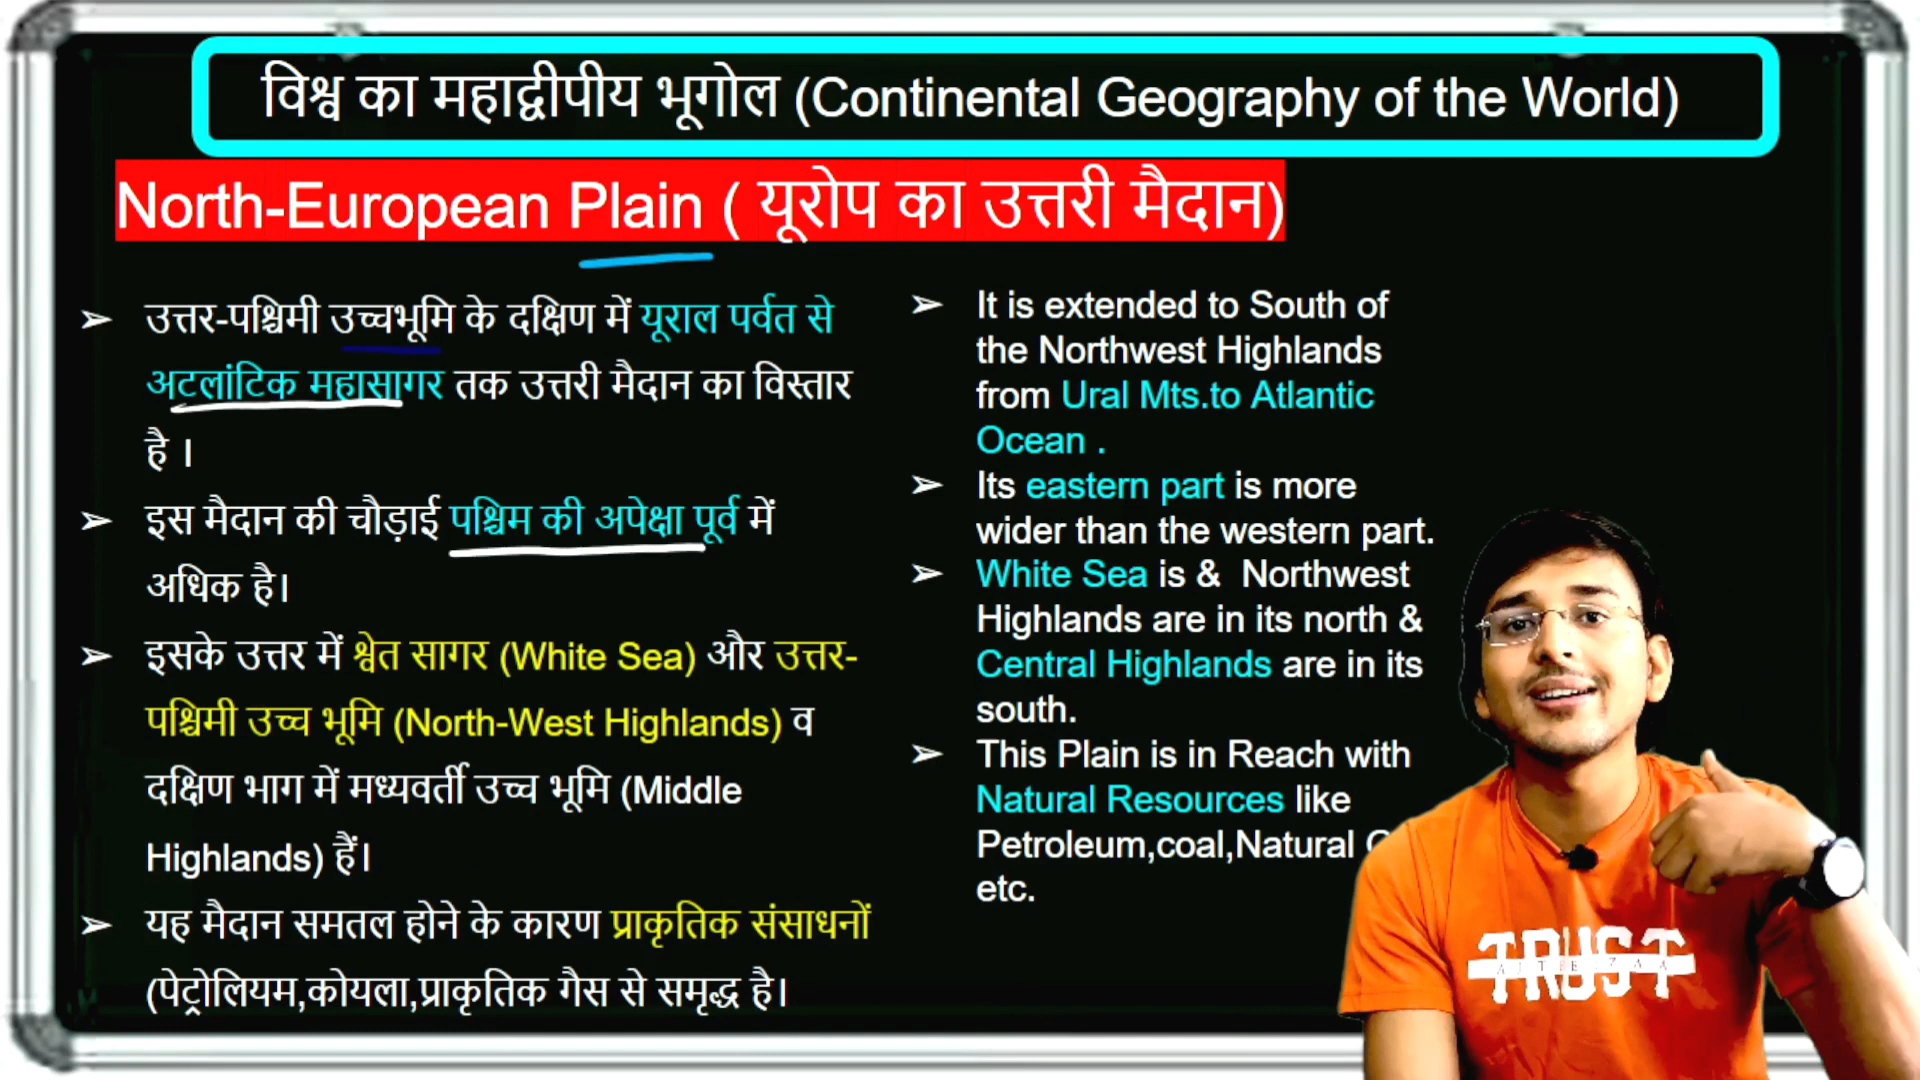 विश्व का महाद्वीपीय भूगोल (Continental Geography of the World)
North-European Plain ( यूरोप का उत्तरी मैदान)
➢ उत्तर-पश्चिमी उच्चभूमि के दक्षिण में यूराल पर्वत से
अटलांटिक महासागर तक उत्तरी मैदान का विस्तार
है ।
➢ इस मैदान की चौड़ाई पश्चिम की अपेक्षा पूर्व में
अधिक है।
➢ इसके उत्तर में श्वेत सागर (White Sea) और उत्तर-
पश्चिमी उच्च भूमि (North-West Highlands) व
दक्षिण भाग में मध्यवर्ती उच्च भूमि (Middle
Highlands) हैं।
➢ यह मैदान समतल होने के कारण प्राकृतिक संसाधनों
(पेट्रोलियम,कोयला,प्राकृतिक गैस से समृद्ध है।
➢ It is extended to South of
the Northwest Highlands
from Ural Mts.to Atlantic
Ocean .
➢ Its eastern part is more
wider than the western part.
➢ White Sea is & Northwest
Highlands are in its north &
Central Highlands are in its
south.
➢ This Plain is in Reach with
Natural Resources like
Petroleum,coal,Natural
etc.
TRUST